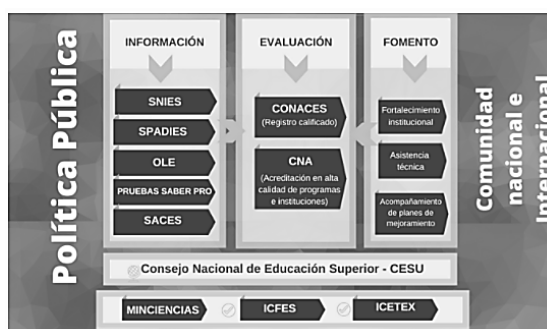 Política Pública
INFORMACIÓN
SNIES
SPADIES
OLE
PRUEBAS SABER PRO
SACES
EVALUACIÓN
CONACES
(Registro calificado)
CNA
(Acreditación en alta
calidad de programas
e instituciones)
FOMENTO
Fortalecimiento
institucional
Asistencia
técnica
Acompañamiento
de planes de
mejoramiento
Comunidad
nacional e
Internacional
Consejo Nacional de Educación Superior - CESU
MINCIENCIAS
ICFES
ICETEX